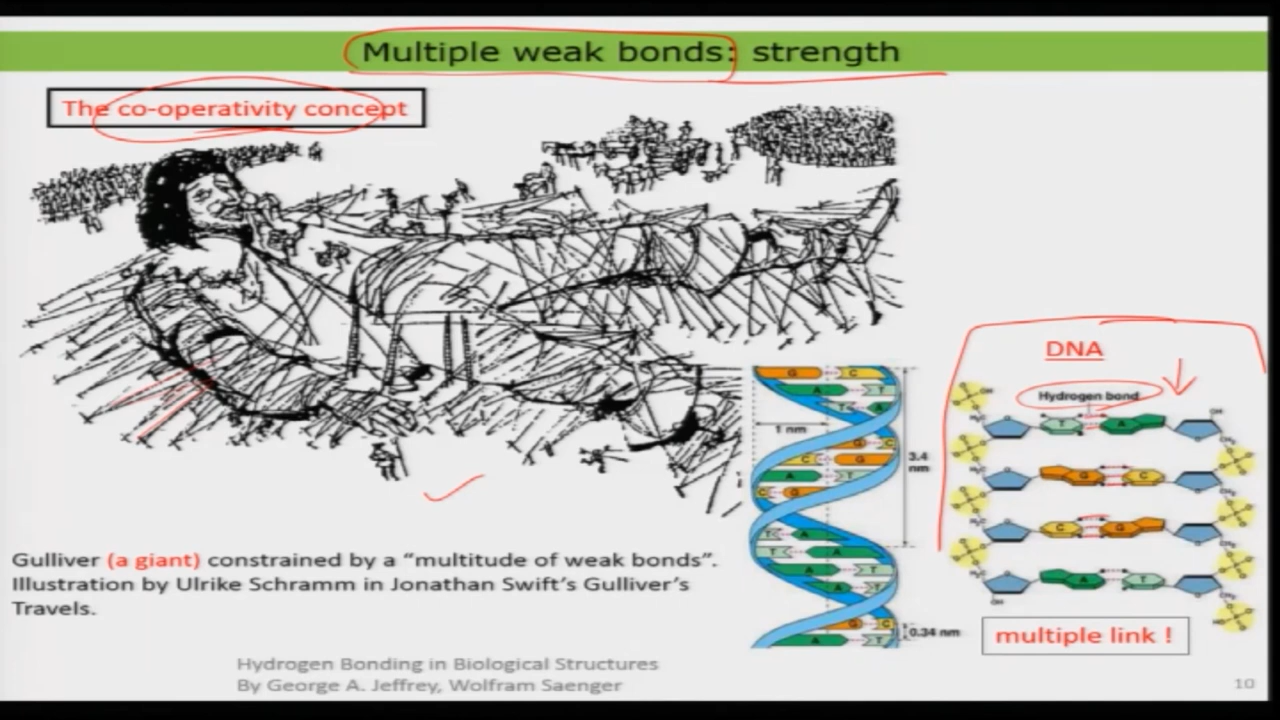 Multiple weak bonds: strength
The co-operativity concept
Gulliver (a giant) constrained by a “multitude of weak bonds”.
Illustration by Ulrike Schramm in Jonathan Swift’s Gulliver’s
Travels.
Hydrogen Bonding in Biological Structures
By George A. Jeffrey, Wolfram Saenger
G C
A T
T A
1 nm
G C
C G
3.4
nm
A T
C G
T A
T A
A T
A T
G C
0.34 nm
A T
DNA
Hydrogen bond
T A
G C
C G
A T
OH
OH
multiple link !
10